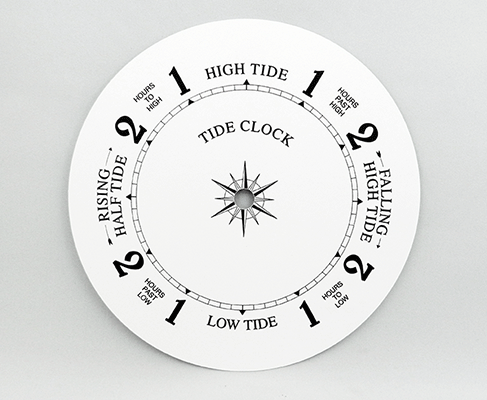 HIGH TIDE
1
HOURS
PAST
HIGH
2
FALLING
HIGH TIDE
2
HOURS
TO
LOW
1
LOW TIDE
1
HOURS
PAST
LOW
2
RISING
HALF TIDE
2
HOURS
TO
HIGH
1
TIDE CLOCK